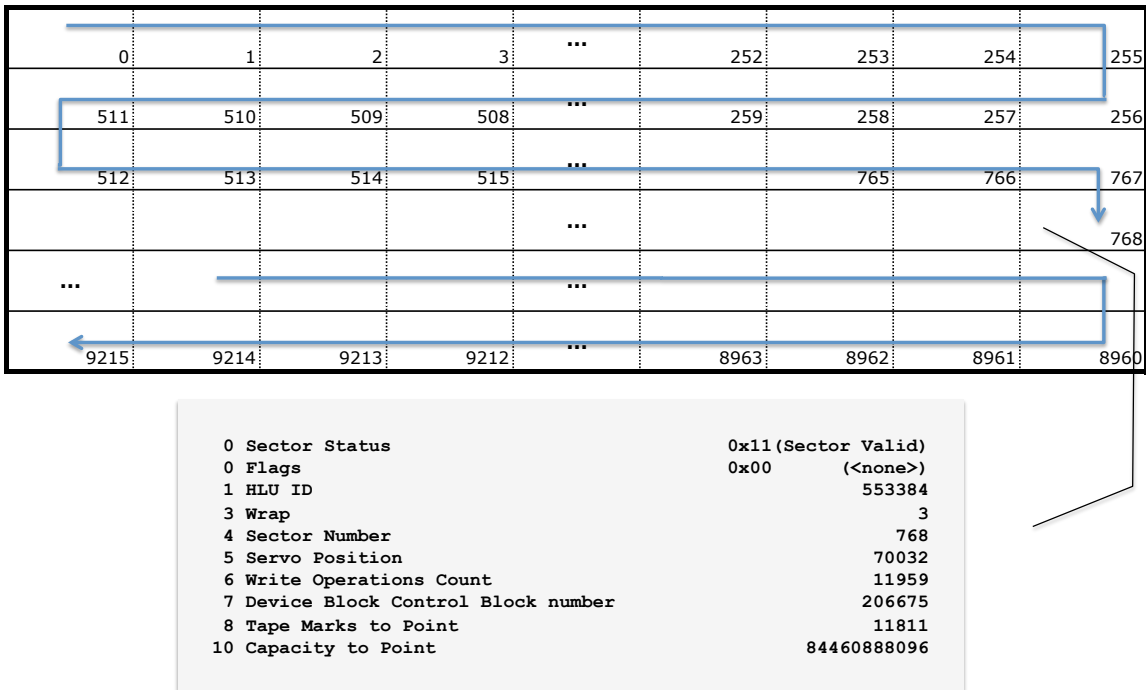 ...
0 1 2 3 252 253 254 255
...
511 510 509 508 259 258 257 256
...
512 513 514 515 765 766 767
...
768
... ...
...
9215 9214 9213 9212 8963 8962 8961 8960
0 Sector Status 0x11(Sector Valid)
0 Flags 0x00 (<none>)
1 HLU ID 553384
3 Wrap 3
4 Sector Number 768
5 Servo Position 70032
6 Write Operations Count 11959
7 Device Block Control Block number 206675
8 Tape Marks to Point 11811
10 Capacity to Point 84460888096